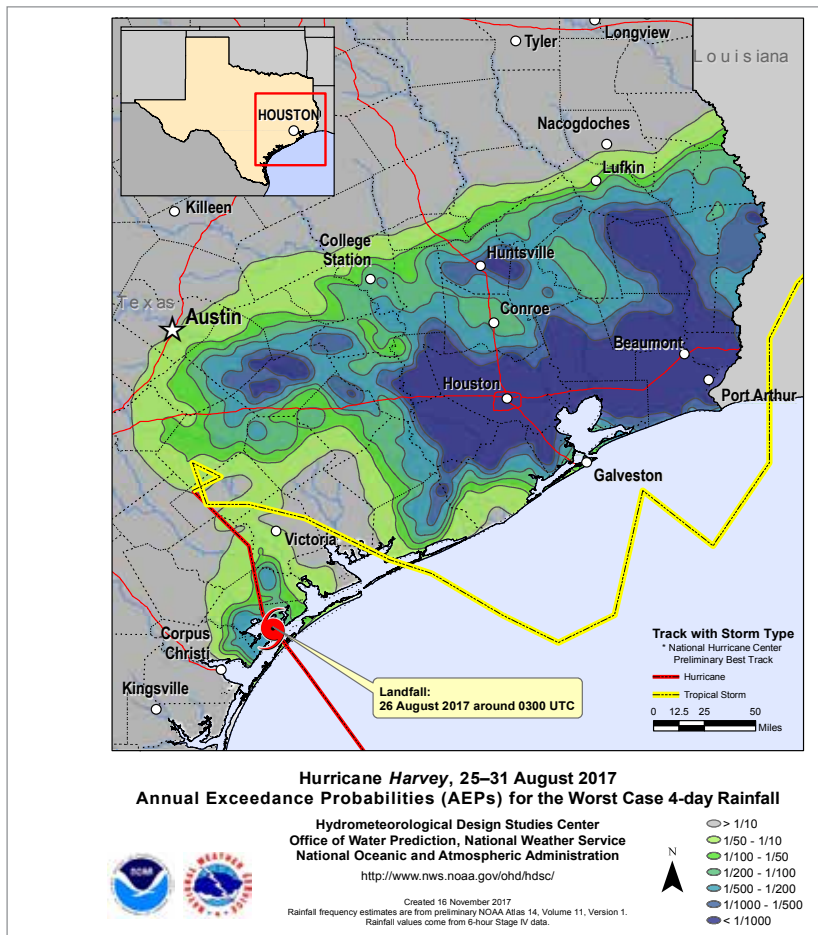 Longview
Tyler
Louisiana
HOUSTON
Nacogdoches
Lufkin
Killeen
College
Station
Huntsville
Texas
Austin
Conroe
Beaumont
Houston
Port Arthur
Galveston
Victoria
Corpus
Christi
Kingsville
Landfall:
26 August 2017 around 0300 UTC
Track with Storm Type
* National Hurricane Center
Preliminary Best Track
Hurricane
Tropical Storm
0 12.5 25 50
Miles
Hurricane Harvey, 25–31 August 2017
Annual Exceedance Probabilities (AEPs) for the Worst Case 4-day Rainfall
Hydrometeorological Design Studies Center
Office of Water Prediction, National Weather Service
National Oceanic and Atmospheric Administration
http://www.nws.noaa.gov/ohd/hdsc/
Created 16 November 2017
Rainfall frequency estimates are from preliminary NOAA Atlas 14, Volume 11, Version 1.
Rainfall values come from 6-hour Stage IV data.
NOAA
NATIONAL WEATHER SERVICE
N
> 1/10
1/50 - 1/10
1/100 - 1/50
1/200 - 1/100
1/500 - 1/200
1/1000 - 1/500
< 1/1000